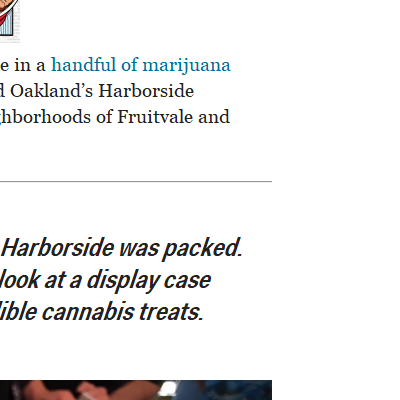 e in a handful of marijuana
d Oakland’s Harborside
ghborhoods of Fruitvale and
Harborside was packed.
look at a display case
ible cannabis treats.